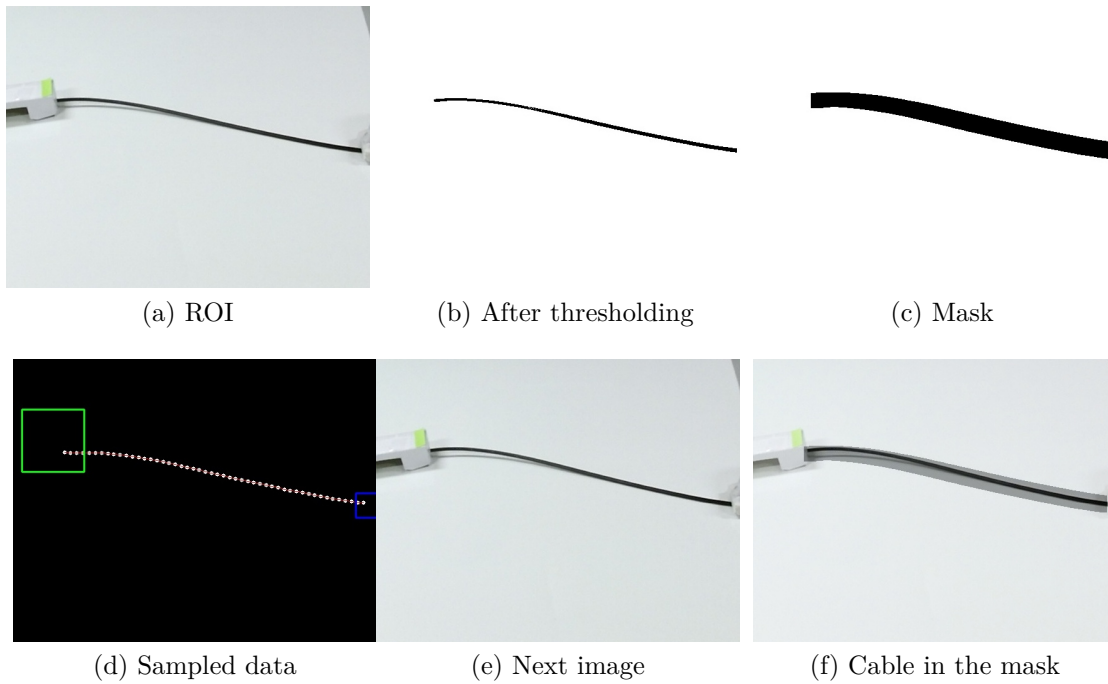 (a) ROI
(b) After thresholding
(c) Mask
(d) Sampled data
(e) Next image
(f) Cable in the mask